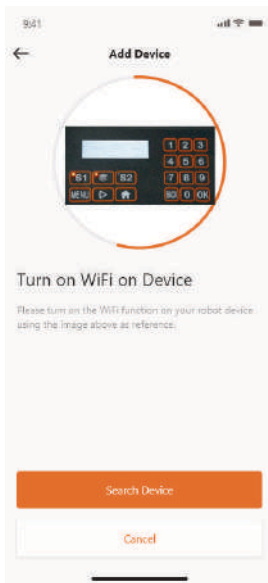 9:41
Add Device
1 2 3
4 5 6
S1 S2 7 8 9
MENU 0 OK
Turn on WiFi on Device
Please turn on the WiFi function on your robot device
using the image above as reference.
Search Device
Cancel